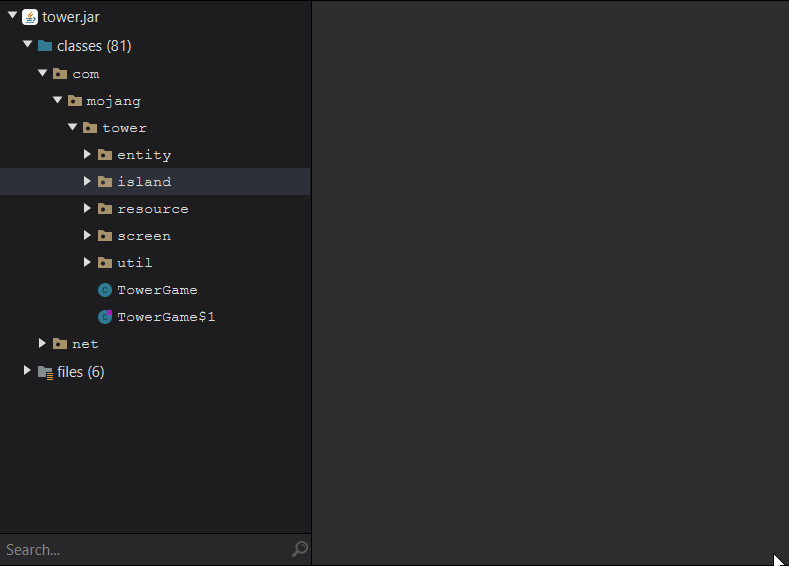 tower.jar
classes (81)
com
mojang
tower
entity
island
resource
screen
util
TowerGame
TowerGame$1
net
files (6)
Search...